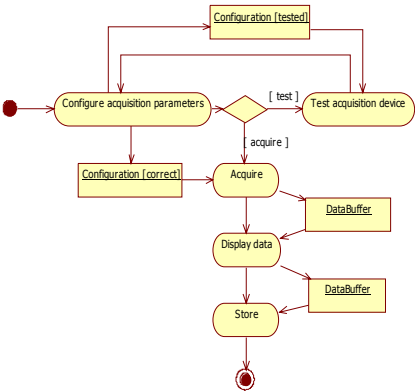 Configuration [tested]
[ test ]
Configure acquisition parameters
Test acquisition device
[ acquire ]
Configuration [correct]
Acquire
DataBuffer
Display data
DataBuffer
Store